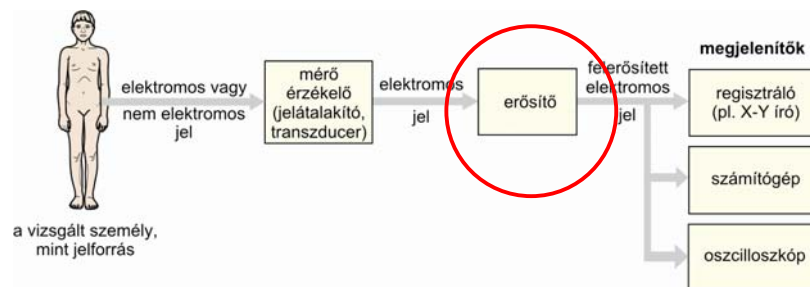 a vizsgált személy,
mint jelforrás
elektromos vagy
nem elektromos
jel
mérő
érzékelő
(jelátalakító,
transzducer)
elektromos
jel
erősítő
felerősített
elektromos
jel
megjelenítők
regisztráló
(pl. X-Y író)
számítógép
oszcilloszkóp